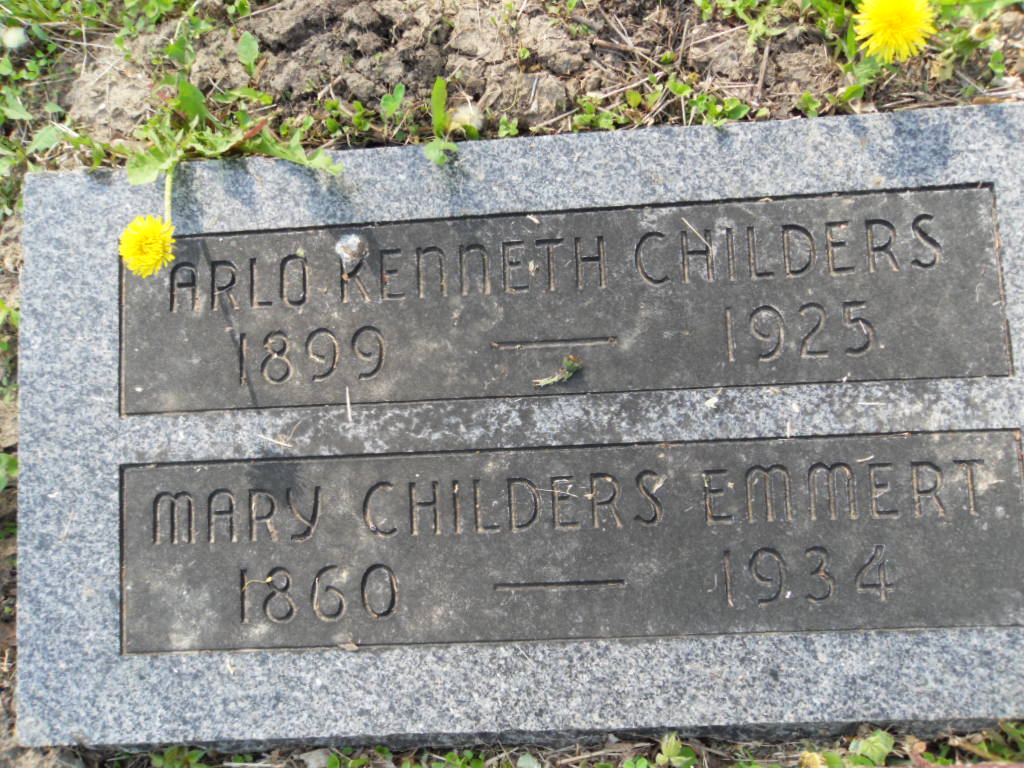 ARLO KENNETH CHILDERS
1899 — 1925
MARY CHILDERS EMMERT
1860 — 1934